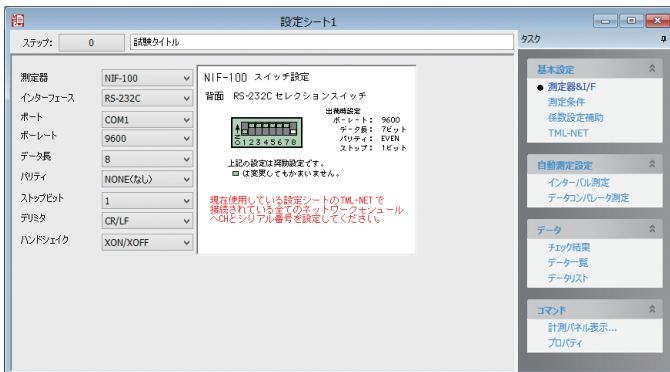 設定シート1
ステップ: 0 試験タイトル
測定器 NIF-100
インターフェース RS-232C
ポート COM1
ボーレート 9600
データ長 8
パリティ NONE(なし)
ストップビット 1
デリミタ CR/LF
ハンドシェイク XON/XOFF
NIF-100 スイッチ設定
背面 RS-232C セレクションスイッチ
出荷時設定
ボーレート: 9600
データ長: 7ビット
パリティ: EVEN
ストップ: 1ビット
12345678
上記の設定は調歩設定です。
は変更してもかまいません。
現在使用している設定シートのTML-NETで
接続されている全てのネットワークモジュール
へCHとシリアル番号を設定してください。
タスク
基本設定
測定器&I/F
測定条件
係数設定補助
TML-NET
自動測定設定
インターバル測定
データコンパレータ測定
データ
チェック結果
データ一覧
データリスト
コマンド
計測パネル表示...
プロパティ